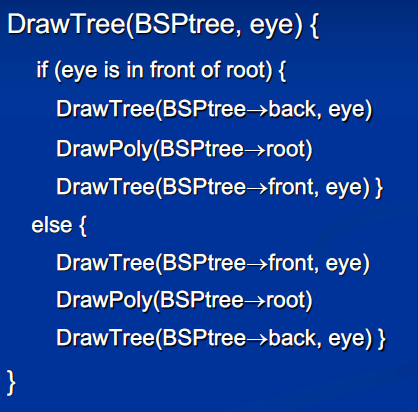 DrawTree(BSPtree, eye) {
if (eye is in front of root) {
DrawTree(BSPtree→back, eye)
DrawPoly(BSPtree→root)
DrawTree(BSPtree→front, eye) }
else {
DrawTree(BSPtree→front, eye)
DrawPoly(BSPtree→root)
DrawTree(BSPtree→back, eye) }
}